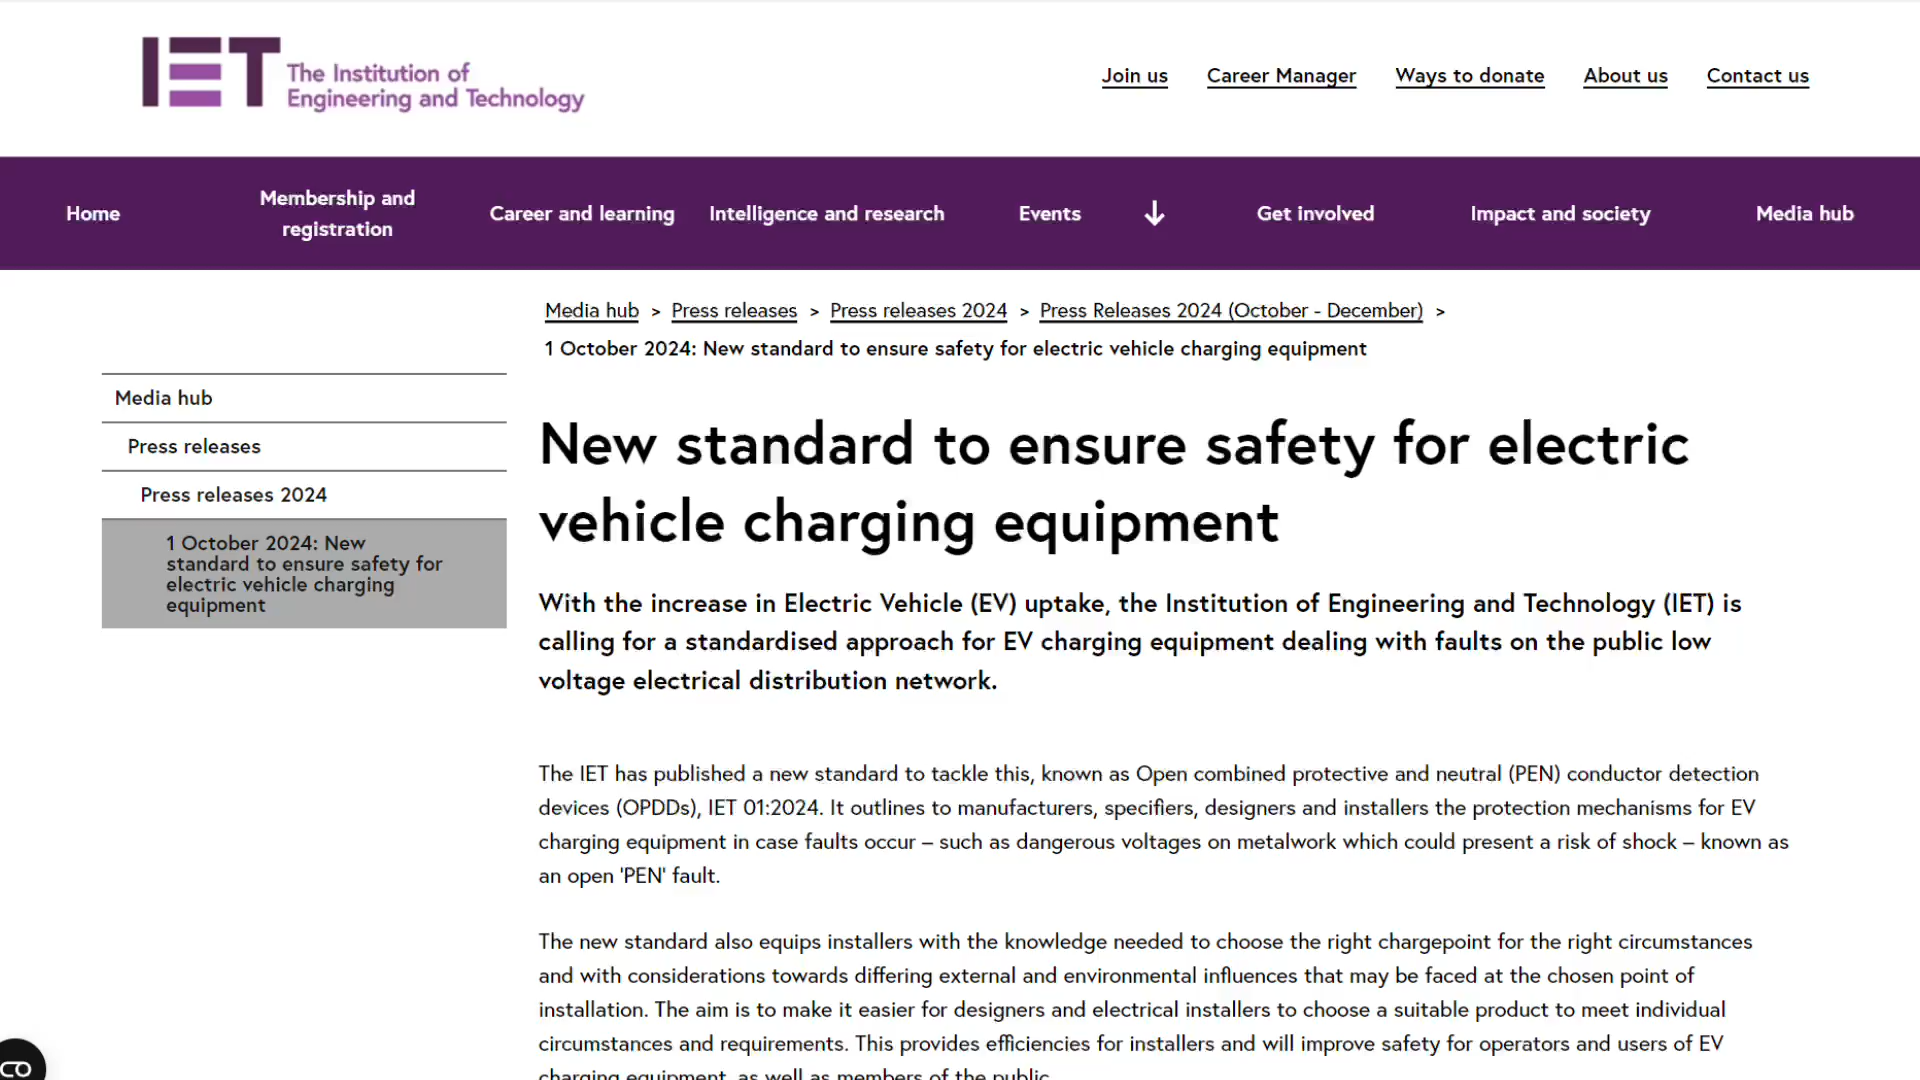 IET The Institution of
Engineering and Technology
Join us Career Manager Ways to donate About us Contact us
Home Membership and registration Career and learning Intelligence and research Events Get involved Impact and society Media hub
Media hub > Press releases > Press releases 2024 > Press Releases 2024 (October - December) >
1 October 2024: New standard to ensure safety for electric vehicle charging equipment
Media hub
Press releases
Press releases 2024
1 October 2024: New
standard to ensure safety for
electric vehicle charging
equipment
New standard to ensure safety for electric
vehicle charging equipment
With the increase in Electric Vehicle (EV) uptake, the Institution of Engineering and Technology (IET) is
calling for a standardised approach for EV charging equipment dealing with faults on the public low
voltage electrical distribution network.
The IET has published a new standard to tackle this, known as Open combined protective and neutral (PEN) conductor detection
devices (OPDDs), IET 01:2024. It outlines to manufacturers, specifiers, designers and installers the protection mechanisms for EV
charging equipment in case faults occur – such as dangerous voltages on metalwork which could present a risk of shock – known as
an open 'PEN' fault.
The new standard also equips installers with the knowledge needed to choose the right chargepoint for the right circumstances
and with considerations towards differing external and environmental influences that may be faced at the chosen point of
installation. The aim is to make it easier for designers and electrical installers to choose a suitable product to meet individual
circumstances and requirements. This provides efficiencies for installers and will improve safety for operators and users of EV
charging equipment, as well as members of the public.